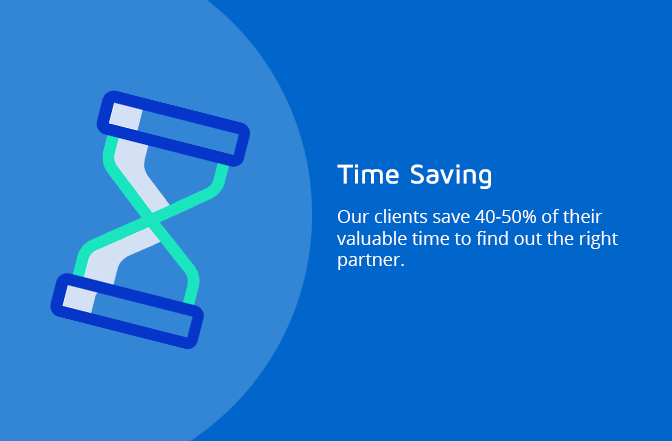 Time Saving
Our clients save 40-50% of their
valuable time to find out the right
partner.